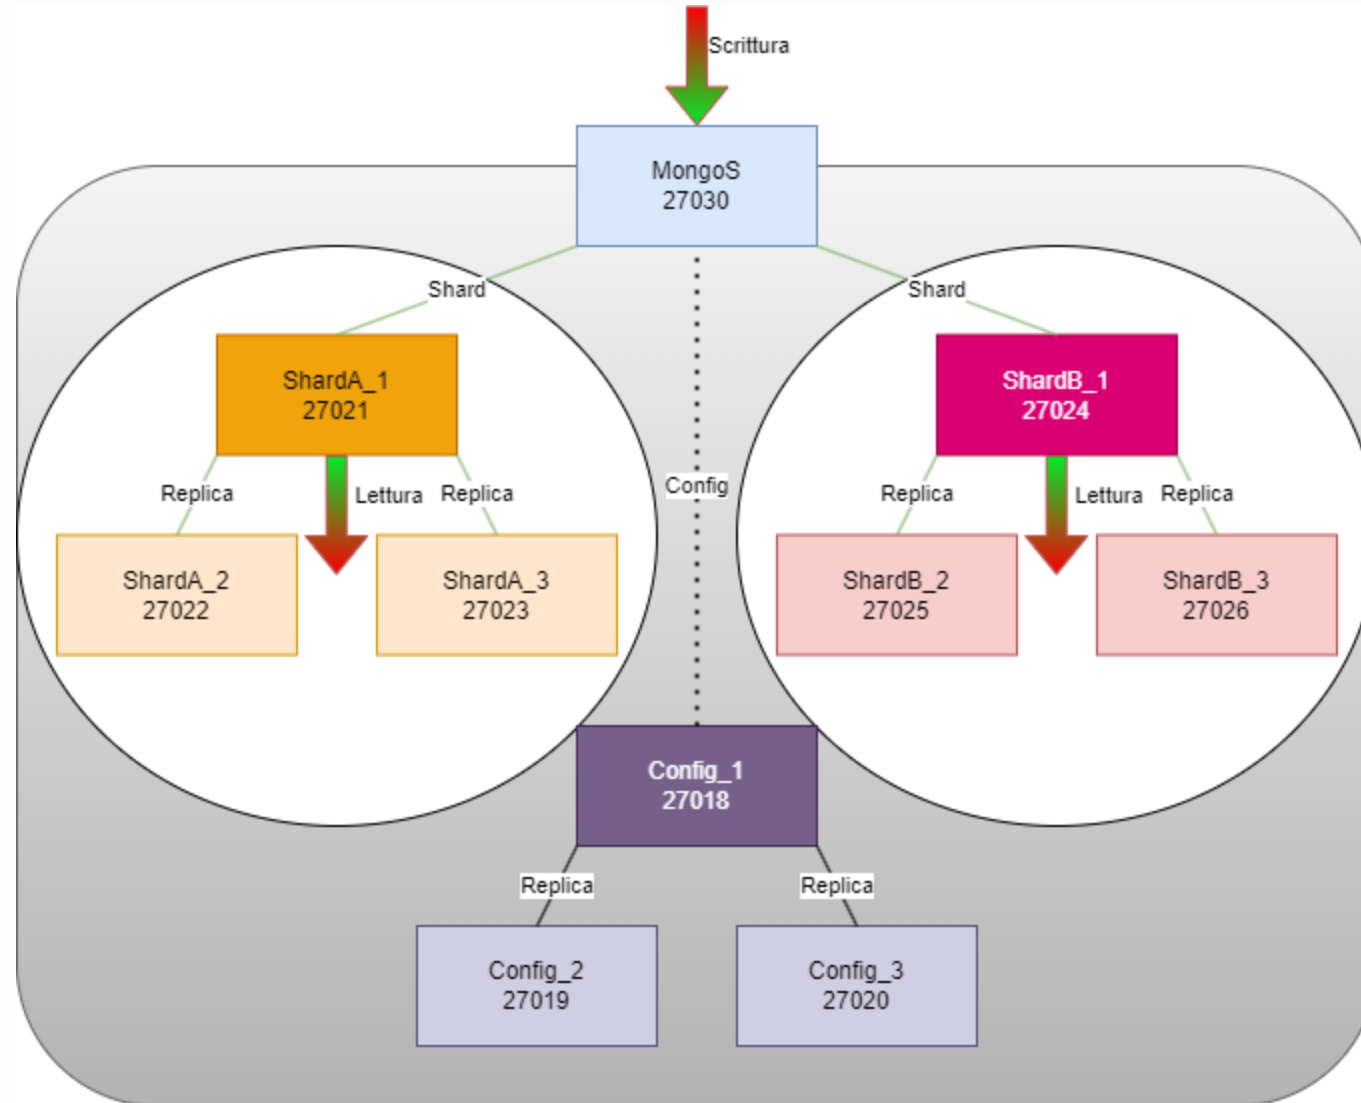 Scrittura
MongoS
27030
Shard
Shard
ShardA_1
27021
ShardB_1
27024
Replica
Lettura
Replica
Config
Replica
Lettura
Replica
ShardA_2
27022
ShardA_3
27023
ShardB_2
27025
ShardB_3
27026
Config_1
27018
Replica
Replica
Config_2
27019
Config_3
27020